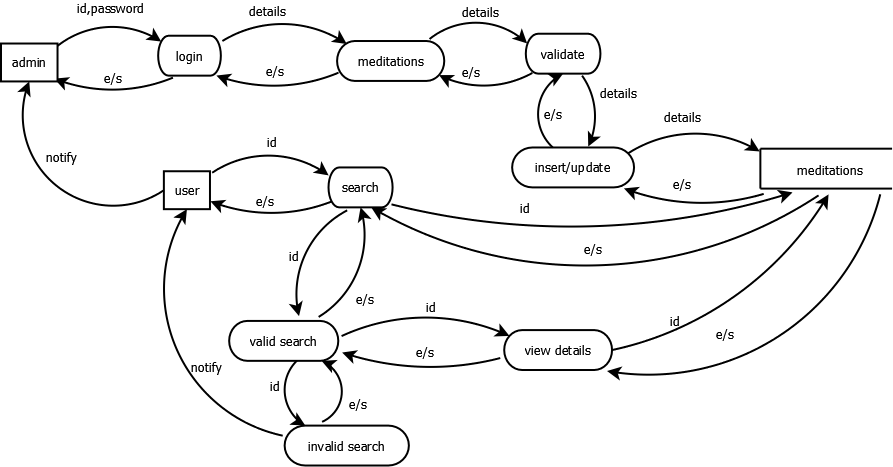 id,password
details
details
admin
login
meditations
validate
e/s
e/s
e/s
details
e/s
details
notify
id
insert/update
meditations
user
search
e/s
e/s
id
id
e/s
e/s
id
id
e/s
valid search
e/s
view details
notify
id
e/s
invalid search